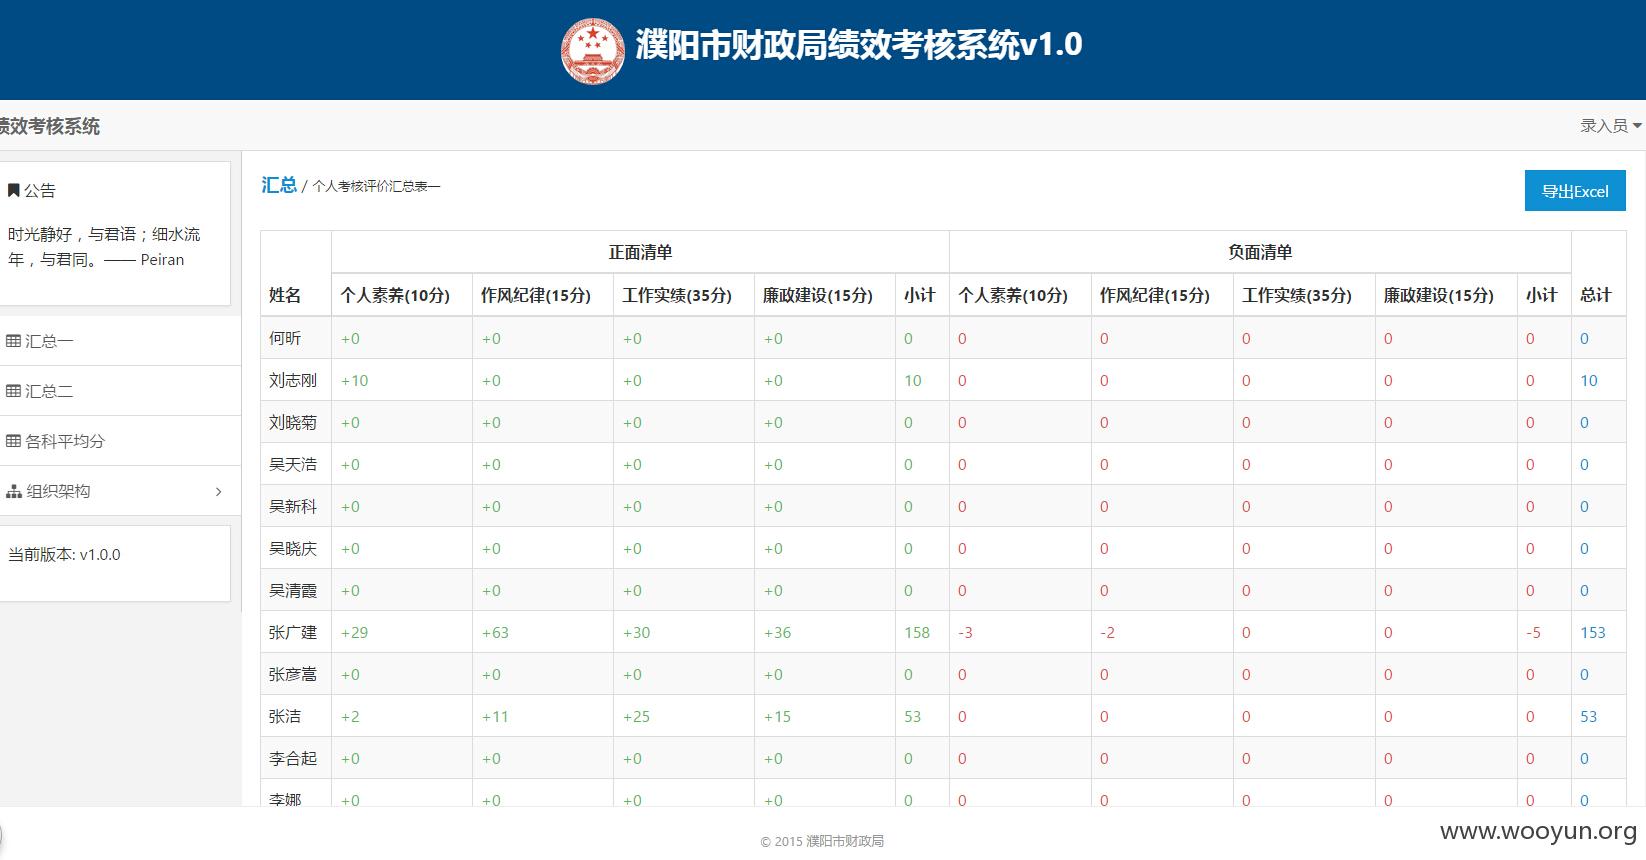 濮阳市财政局绩效考核系统v1.0
绩效考核系统
录入员
公告
时光静好，与君语；细水流
年，与君同。—— Peiran
汇总一
汇总二
各科平均分
组织架构
当前版本: v1.0.0
汇总 / 个人考核评价汇总表一
导出Excel
正面清单 负面清单
姓名 个人素养(10分) 作风纪律(15分) 工作实绩(35分) 廉政建设(15分) 小计 个人素养(10分) 作风纪律(15分) 工作实绩(35分) 廉政建设(15分) 小计 总计
何昕 +0 +0 +0 +0 0 0 0 0 0 0 0
刘志刚 +10 +0 +0 +0 10 0 0 0 0 0 10
刘晓菊 +0 +0 +0 +0 0 0 0 0 0 0 0
吴天浩 +0 +0 +0 +0 0 0 0 0 0 0 0
吴新科 +0 +0 +0 +0 0 0 0 0 0 0 0
吴晓庆 +0 +0 +0 +0 0 0 0 0 0 0 0
吴清霞 +0 +0 +0 +0 0 0 0 0 0 0 0
张广建 +29 +63 +30 +36 158 -3 -2 0 0 -5 153
张彦嵩 +0 +0 +0 +0 0 0 0 0 0 0 0
张洁 +2 +11 +25 +15 53 0 0 0 0 0 53
李合起 +0 +0 +0 +0 0 0 0 0 0 0 0
李娜 +0 +0 +0 +0 0 0 0 0 0 0 0
© 2015 濮阳市财政局
www.wooyun.org